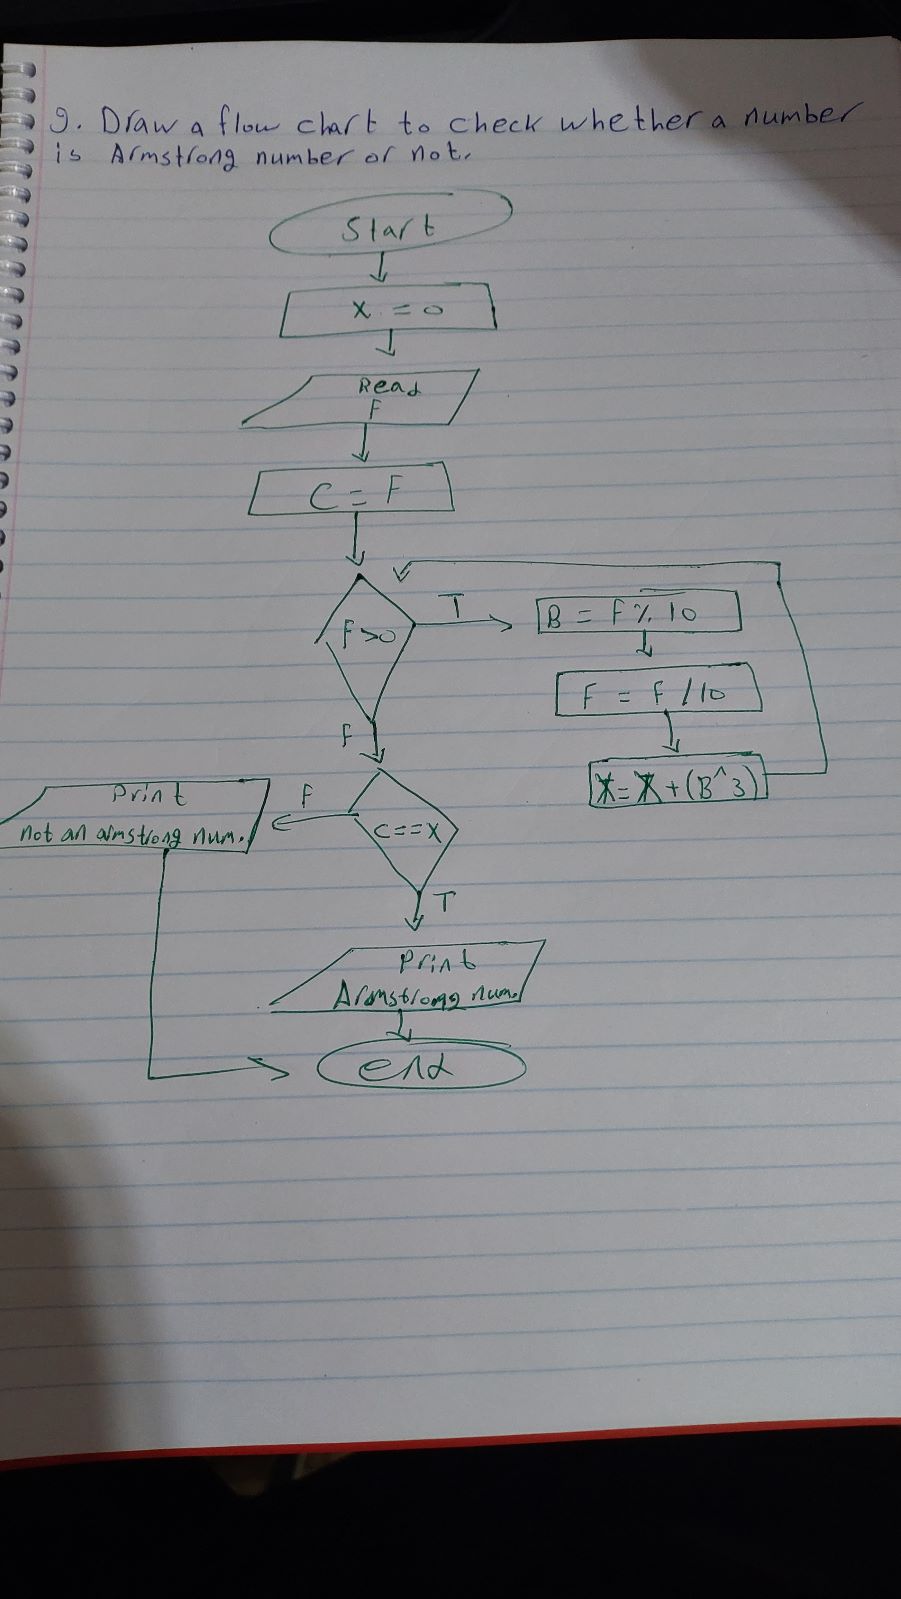 9. Draw a flow chart to check whether a number
is Armstrong number or not.
Start
X = 0
Read
F
C = F
F>0
T
B = F % 10
F = F / 10
X = X + (B^3)
F
C==X
F
Print
not an armstrong num.
T
Print
Armstrong num.
end